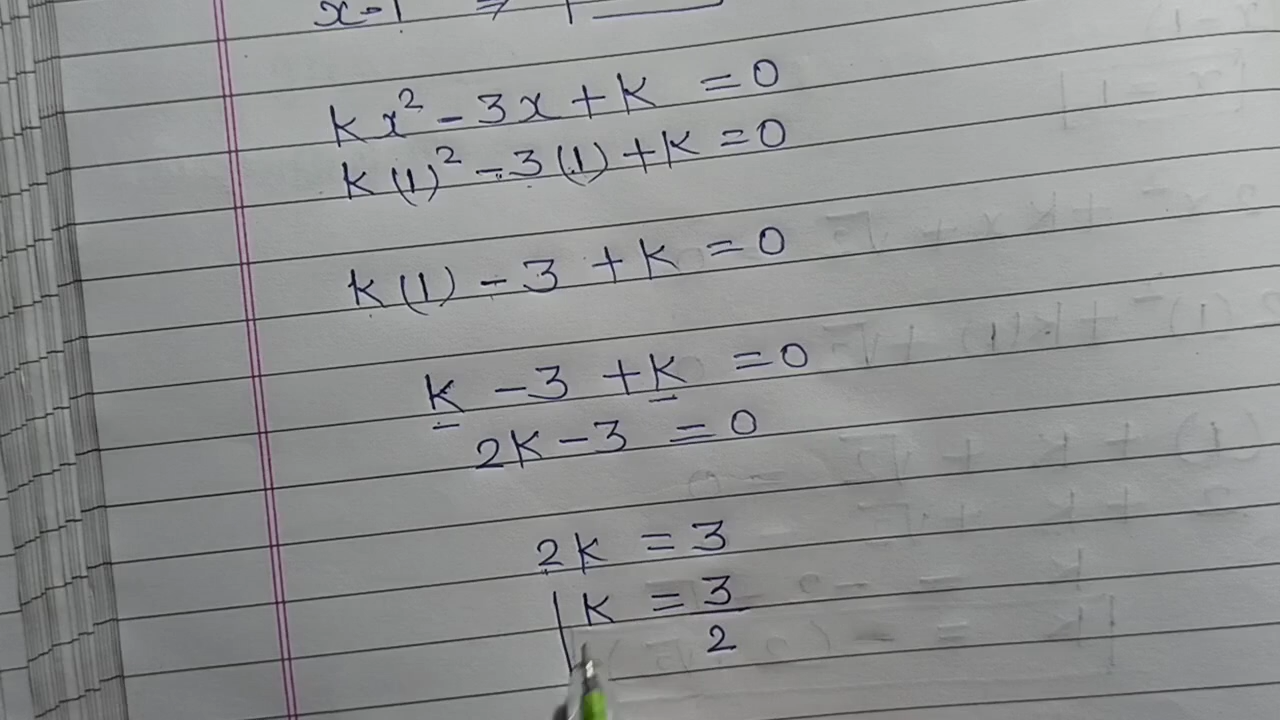 x-1 ⇒
kx² - 3x + k = 0
k(1)² - 3(1) + k = 0
k(1) - 3 + k = 0
k - 3 + k = 0
2k - 3 = 0
2k = 3
k = 3/2